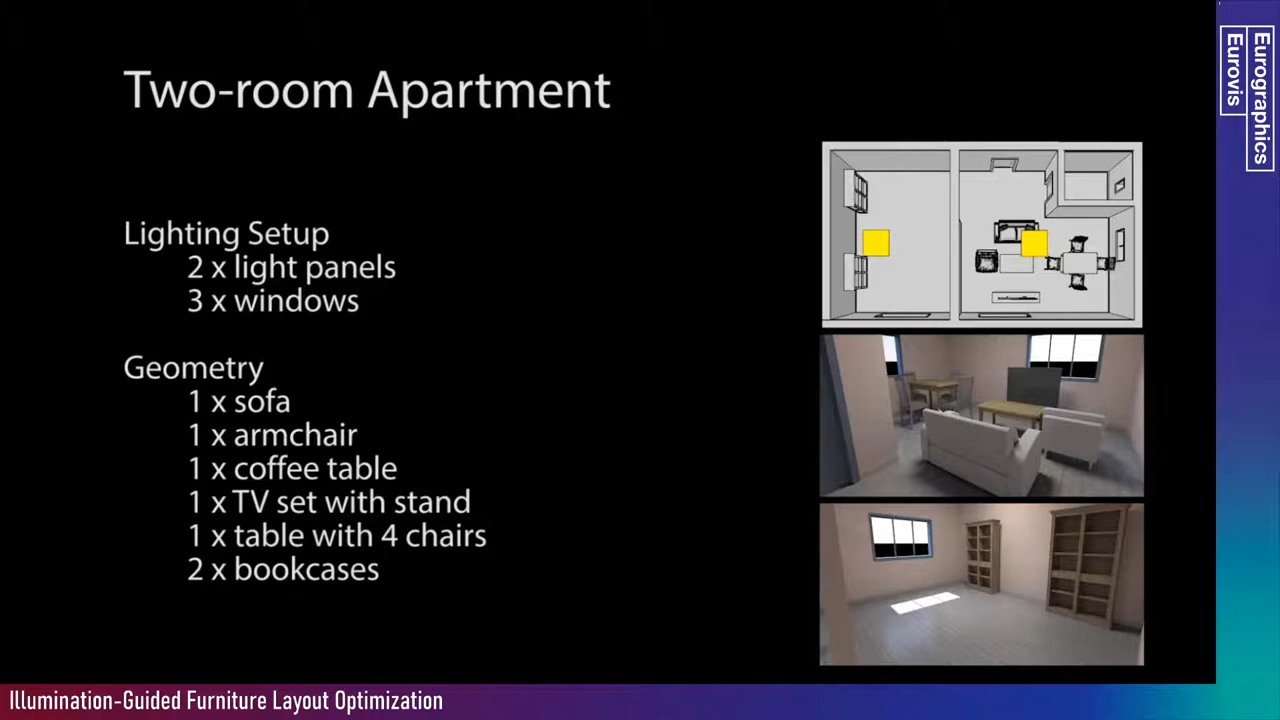 Two-room Apartment
Lighting Setup
2 x light panels
3 x windows
Geometry
1 x sofa
1 x armchair
1 x coffee table
1 x TV set with stand
1 x table with 4 chairs
2 x bookcases
Eurographics
Eurovis
Illumination-Guided Furniture Layout Optimization